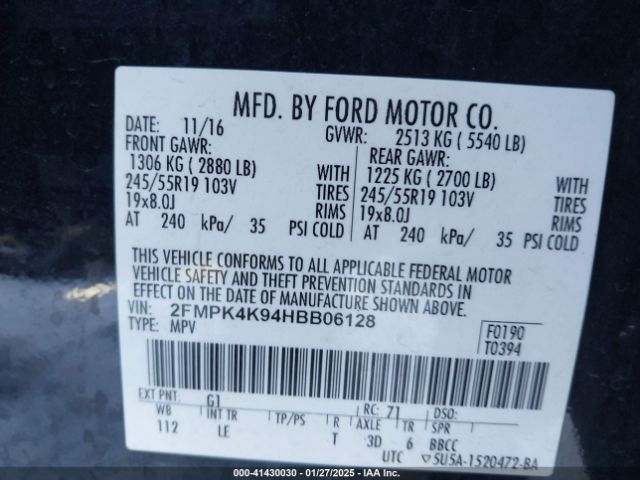 MFD. BY FORD MOTOR CO.
DATE: 11/16 GVWR: 2513 KG ( 5540 LB)
FRONT GAWR: REAR GAWR:
1306 KG ( 2880 LB) WITH 1225 KG ( 2700 LB) WITH
245/55R19 103V TIRES 245/55R19 103V TIRES
19x8.0J RIMS 19x8.0J RIMS
AT 240 kPa/ 35 PSI COLD AT 240 kPa/ 35 PSI COLD
THIS VEHICLE CONFORMS TO ALL APPLICABLE FEDERAL MOTOR
VEHICLE SAFETY AND THEFT PREVENTION STANDARDS IN
EFFECT ON THE DATE OF MANUFACTURE SHOWN ABOVE.
VIN: 2FMPK4K94HBB06128
TYPE: MPV
F0190
T0394
EXT PNT: G1 RC: 71 DSO:
WB INT TR TP/PS R AXLE TR SPR
112 LE T 3D 6 BBCC
UTC 5U5A-1520472-BA
000-41430030 - 01/27/2025 - IAA Inc.